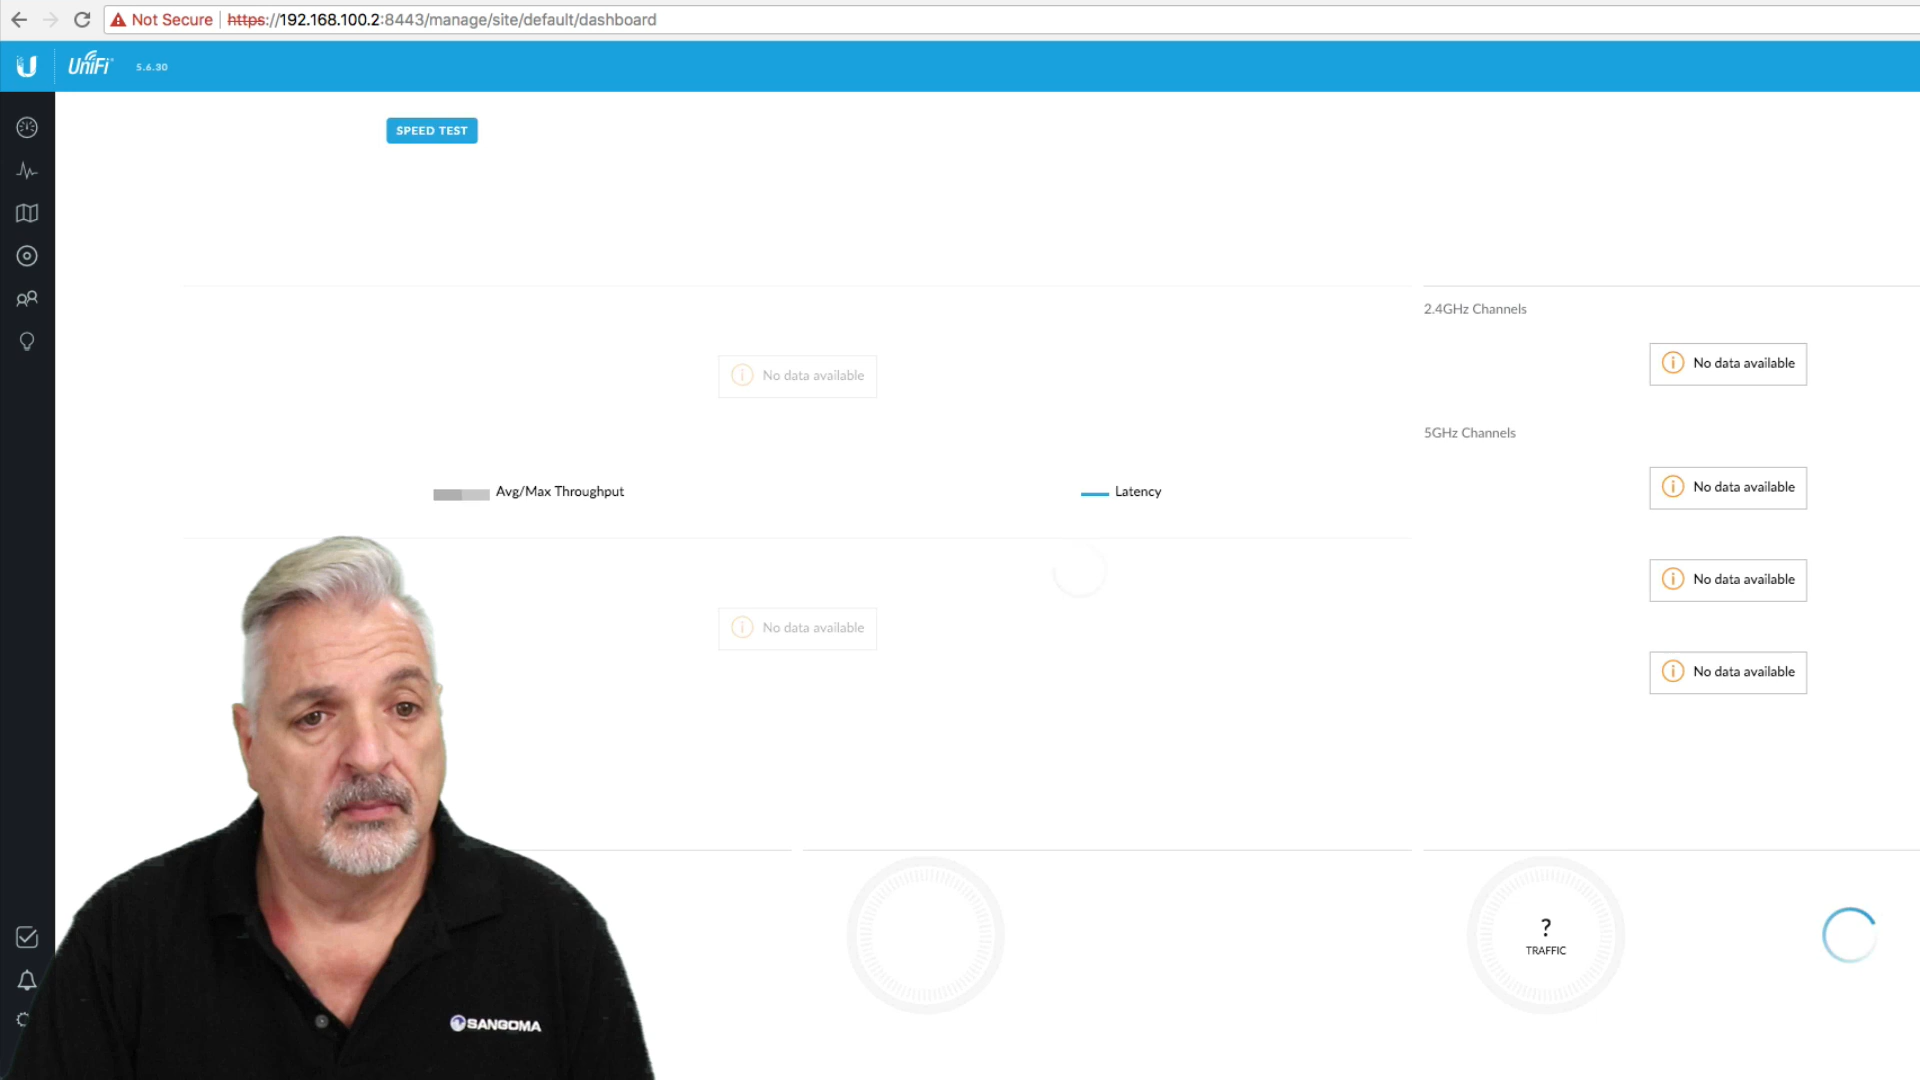 Not Secure | https://192.168.100.2:8443/manage/site/default/dashboard
U UniFi 5.6.30
SPEED TEST
2.4GHz Channels
No data available
No data available
5GHz Channels
No data available
Avg/Max Throughput
Latency
No data available
No data available
No data available
? TRAFFIC
SANGOMA